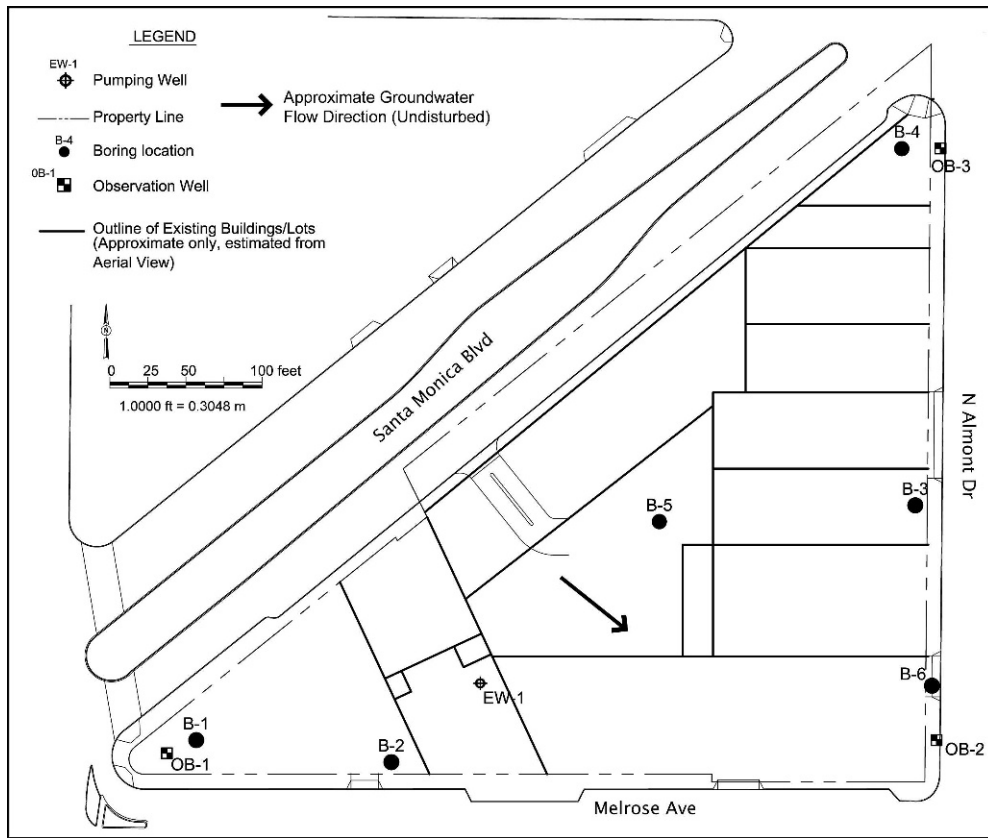 LEGEND
EW-1
Pumping Well
Property Line
B-4
Boring location
OB-1
Observation Well
Outline of Existing Buildings/Lots
(Approximate only, estimated from
Aerial View)
Approximate Groundwater
Flow Direction (Undisturbed)
N
0 25 50 100 feet
1.0000 ft = 0.3048 m
Santa Monica Blvd
N Almont Dr
B-4
OB-3
B-3
B-5
B-6
EW-1
B-1
OB-1
B-2
OB-2
Melrose Ave